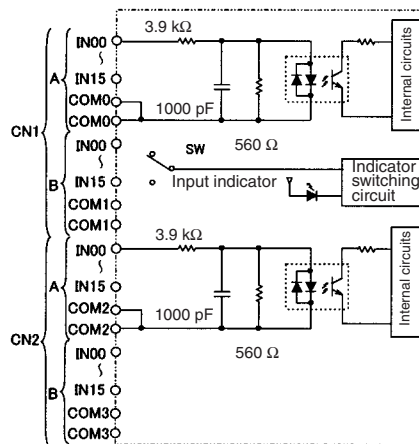 3.9 kΩ
IN00
A
IN15
COM0
COM0
1000 pF
560 Ω
Internal circuits
CN1
IN00
B
IN15
COM1
COM1
SW
Input indicator
Indicator
switching
circuit
3.9 kΩ
IN00
A
IN15
COM2
COM2
1000 pF
560 Ω
Internal circuits
CN2
IN00
B
IN15
COM3
COM3